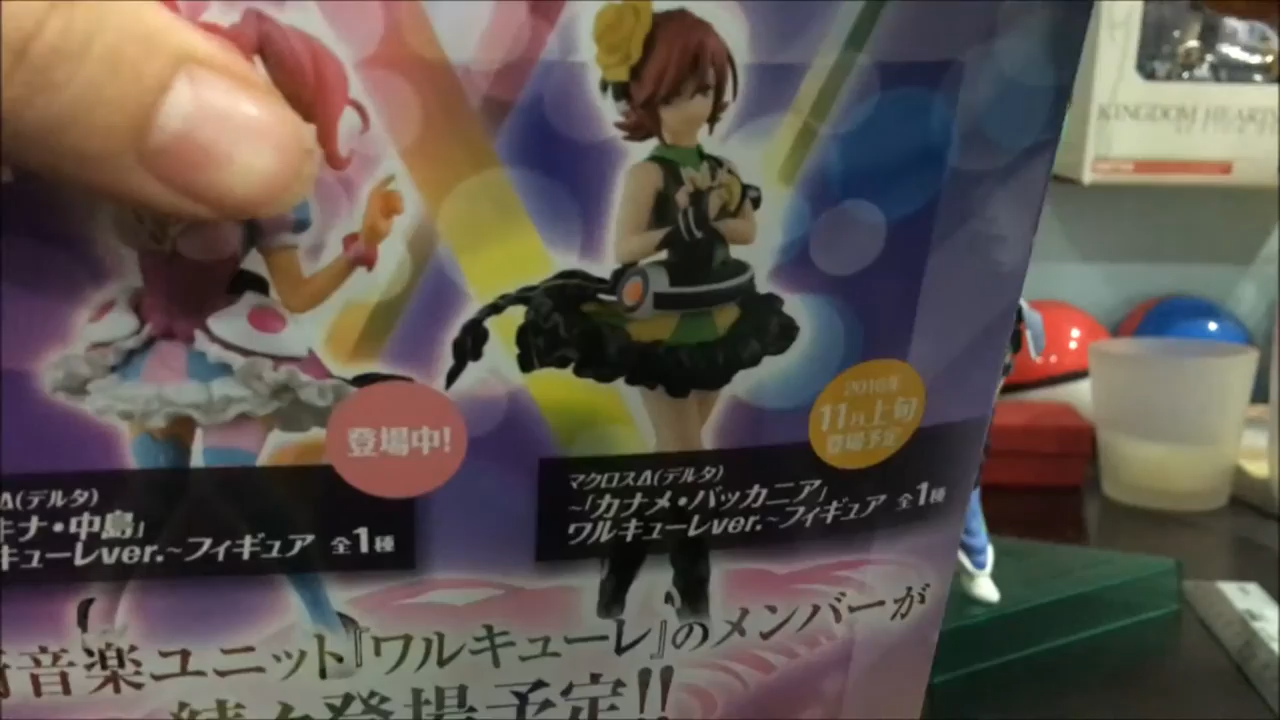 KINGDOM HEARTS
登場中!
2016年
11月上旬
登場予定
Δ(デルタ)
キナ・中島」
キューレver.~フィギュア 全1種
マクロスΔ(デルタ)
~「カナメ・バッカニア」
ワルキューレver.~フィギュア 全1種
音楽ユニット『ワルキューレ』のメンバーが
続々登場予定!!